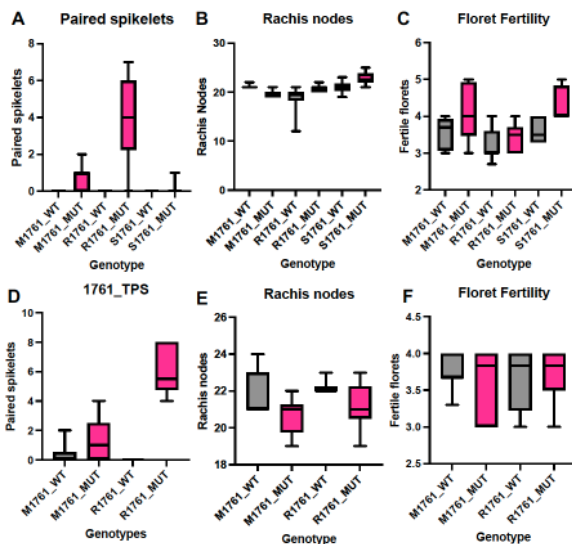 A Paired spikelets
Paired spikelets
8
6
4
2
0
M1761_WT
M1761_MUT
R1761_WT
R1761_MUT
S1761_WT
S1761_MUT
Genotype
B Rachis nodes
Rachis Nodes
30
20
10
0
M1761_WT
M1761_MUT
R1761_WT
R1761_MUT
S1761_WT
S1761_MUT
Genotype
C Floret Fertility
Fertile florets
6
5
4
3
2
M1761_WT
M1761_MUT
R1761_WT
R1761_MUT
S1761_WT
S1761_MUT
Genotype
D 1761_TPS
Paired spikelets
10
8
6
4
2
0
M1761_WT
M1761_MUT
R1761_WT
R1761_MUT
Genotypes
E Rachis nodes
Rachis nodes
26
24
22
20
18
M1761_WT
M1761_MUT
R1761_WT
R1761_MUT
Genotype
F Floret Fertility
Fertile florets
4.5
4.0
3.5
3.0
2.5
M1761_WT
M1761_MUT
R1761_WT
R1761_MUT
Genotype